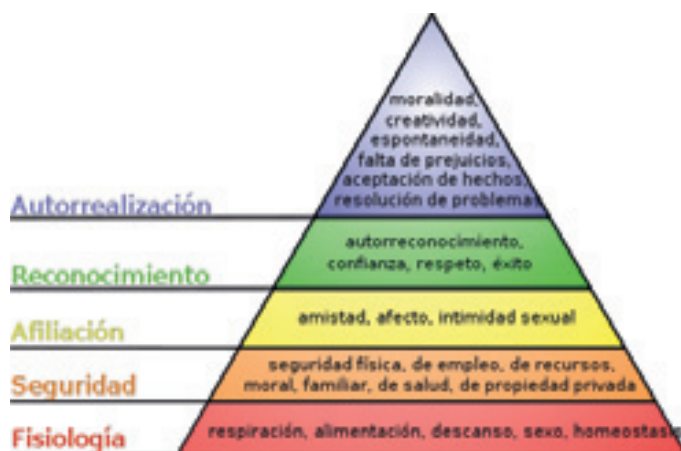 moralidad,
creatividad,
espontaneidad,
falta de prejuicios,
aceptación de hechos,
resolución de problemas
Autorrealización
autorreconocimiento,
confianza, respeto, éxito
Reconocimiento
amistad, afecto, intimidad sexual
Afiliación
seguridad física, de empleo, de recursos,
moral, familiar, de salud, de propiedad privada
Seguridad
respiración, alimentación, descanso, sexo, homeostasis
Fisiología